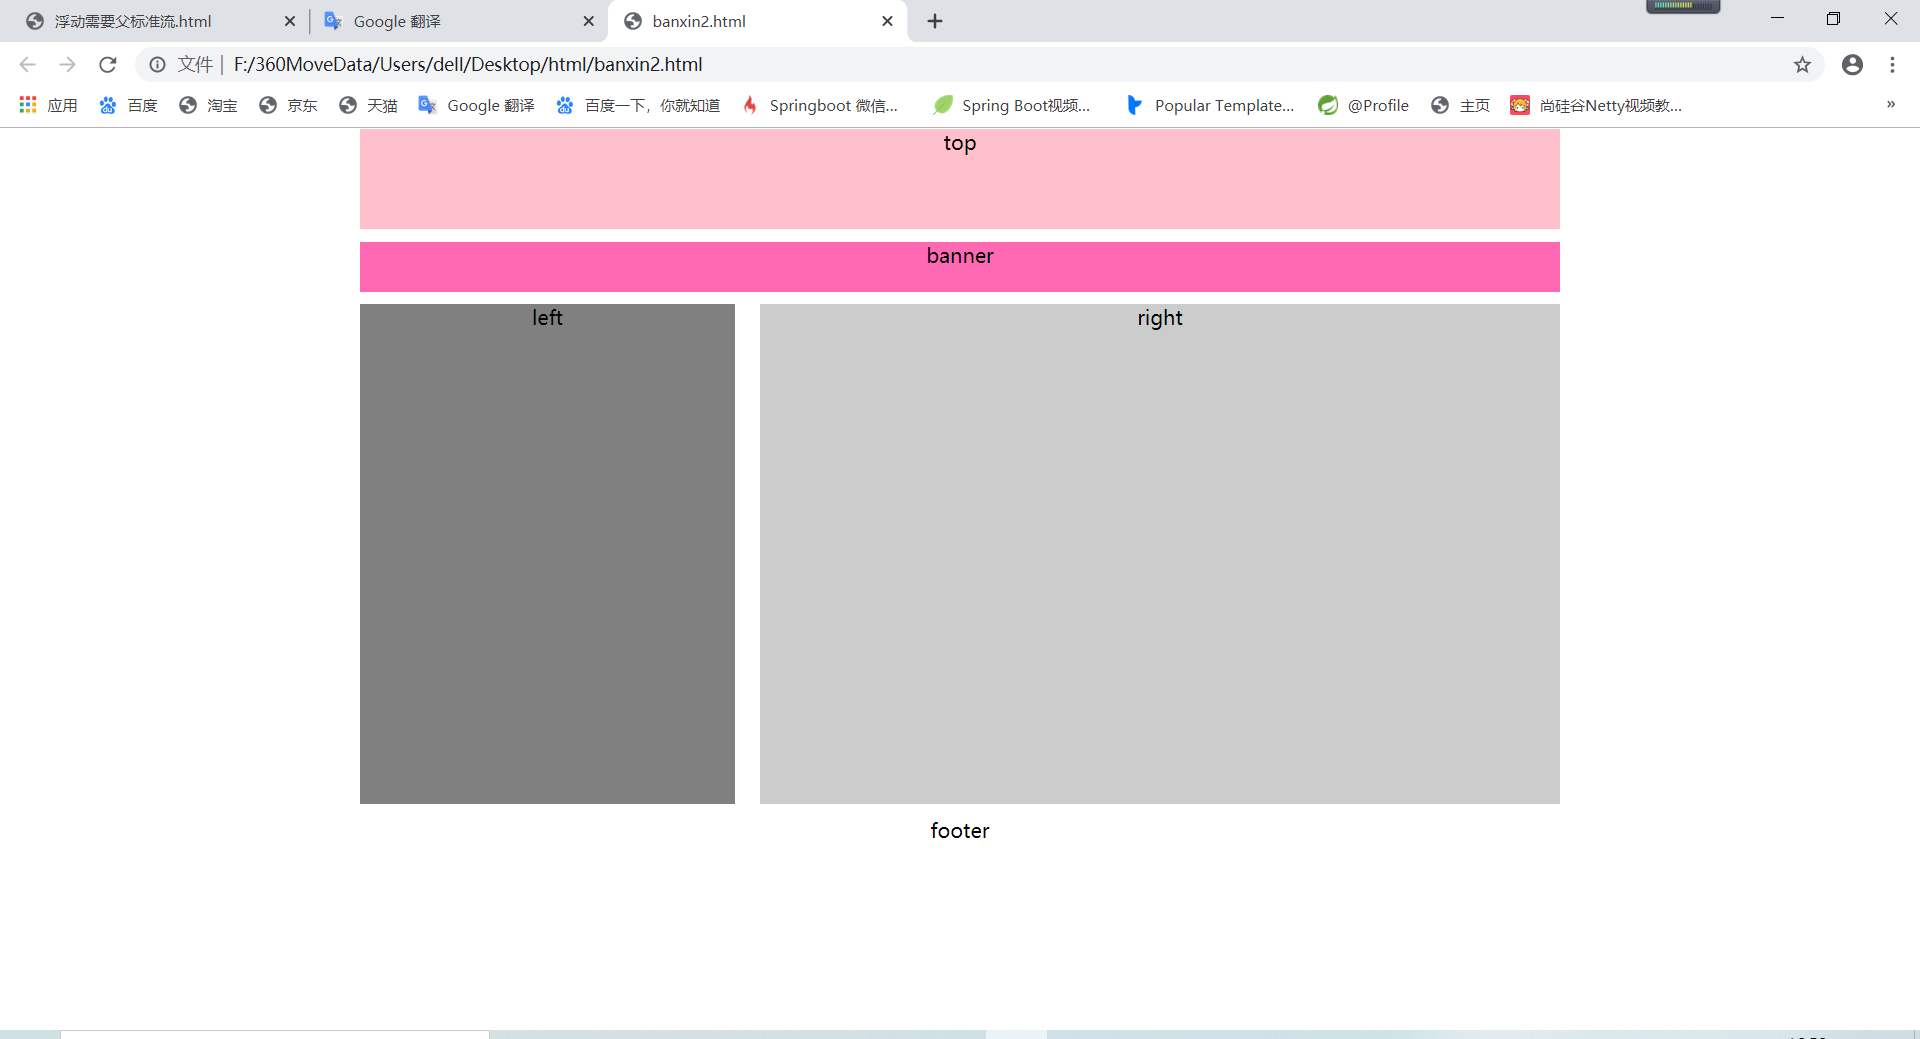 浮动需要父标准流.html
Google 翻译
banxin2.html
文件 | F:/360MoveData/Users/dell/Desktop/html/banxin2.html
应用 百度 淘宝 京东 天猫 Google 翻译 百度一下，你就知道 Springboot 微信... Spring Boot视频... Popular Template... @Profile 主页 尚硅谷Netty视频教... »
top
banner
left
right
footer